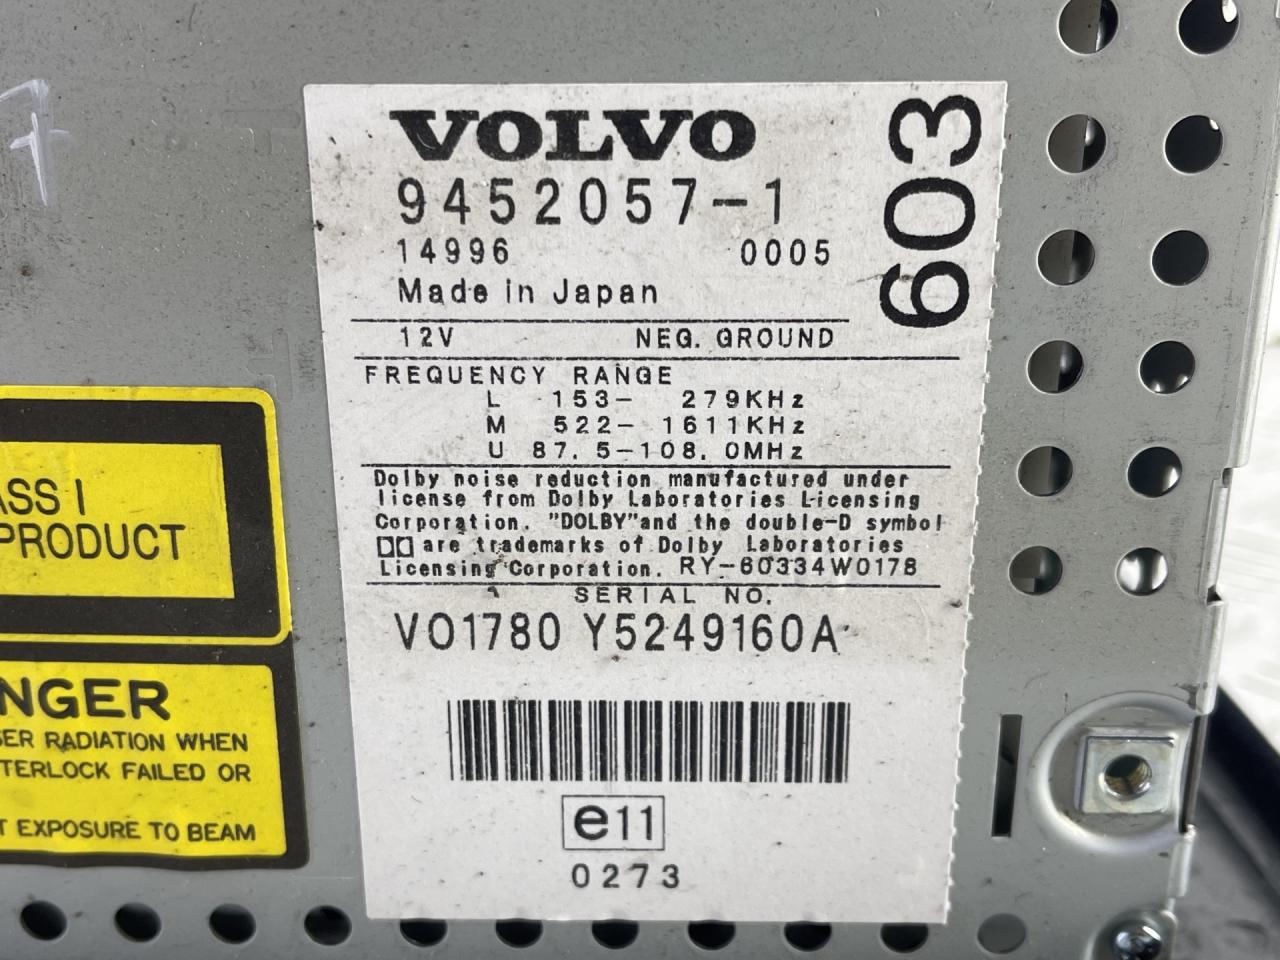 7
VOLVO
603
9452057-1
14996 0005
Made in Japan
12V NEG. GROUND
FREQUENCY RANGE
L 153- 279KHz
M 522- 1611KHz
U 87.5-108.0MHz
Dolby noise reduction manufactured under
license from Dolby Laboratories Licensing
Corporation. "DOLBY"and the double-D symbol
are trademarks of Dolby Laboratories
Licensing Corporation. RY-60334W0178
SERIAL NO.
VO1780 Y5249160A
e11
0273
ASS I
PRODUCT
NGER
SER RADIATION WHEN
TERLOCK FAILED OR
T EXPOSURE TO BEAM